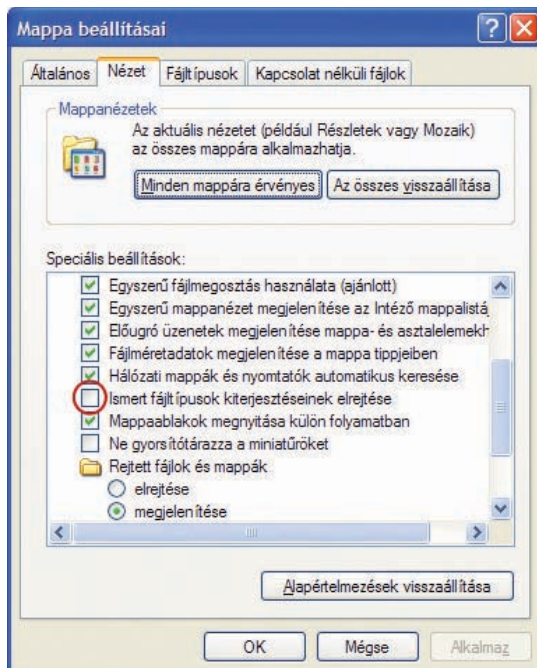 Mappa beállításai
Általános Nézet Fájltípusok Kapcsolat nélküli fájlok
Mappanézetek
Az aktuális nézetet (például Részletek vagy Mozaik)
az összes mappára alkalmazhatja.
Minden mappára érvényes Az összes visszaállítása
Speciális beállítások:
Egyszerű fájlmegosztás használata (ajánlott)
Egyszerű mappanézet megjelenítése az Intéző mappalistáj
Előugró üzenetek megjelenítése mappa- és asztalelemekh
Fájlméretadatok megjelenítése a mappa tippjeiben
Hálózati mappák és nyomtatók automatikus keresése
Ismert fájltípusok kiterjesztéseinek elrejtése
Mappaablakok megnyitása külön folyamatban
Ne gyorsítótárazza a miniatűröket
Rejtett fájlok és mappák
elrejtése
megjelenítése
Alapértelmezések visszaállítása
OK Mégse Alkalmaz